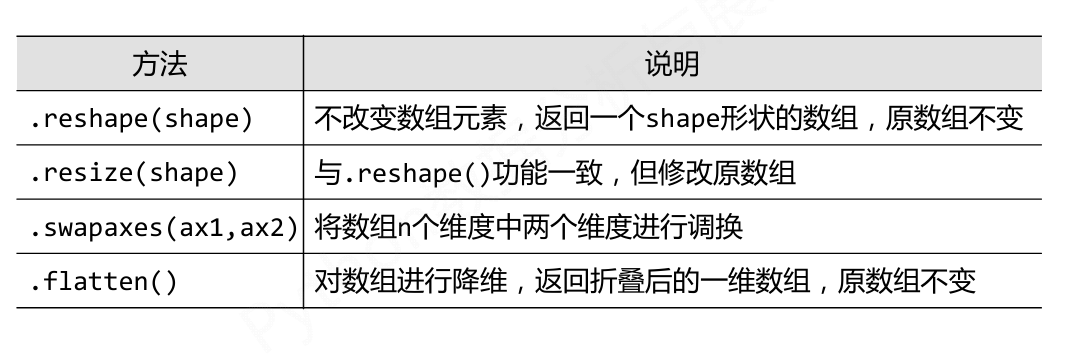 方法 说明
.reshape(shape) 不改变数组元素，返回一个shape形状的数组，原数组不变
.resize(shape) 与.reshape()功能一致，但修改原数组
.swapaxes(ax1,ax2) 将数组n个维度中两个维度进行调换
.flatten() 对数组进行降维，返回折叠后的一维数组，原数组不变